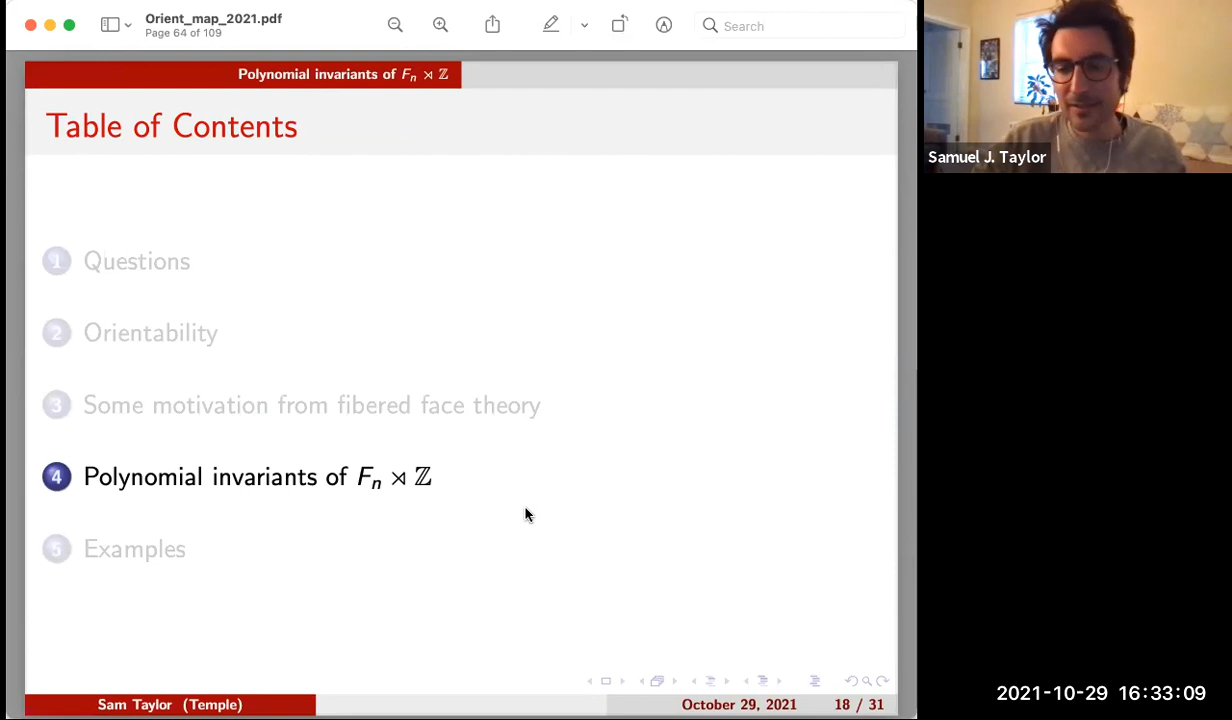 Orient_map_2021.pdf
Page 64 of 109
Search
Polynomial invariants of Fₙ ⋊ ℤ
Table of Contents
1 Questions
2 Orientability
3 Some motivation from fibered face theory
4 Polynomial invariants of Fₙ ⋊ ℤ
5 Examples
Sam Taylor (Temple)
October 29, 2021
18 / 31
Samuel J. Taylor
2021-10-29 16:33:09